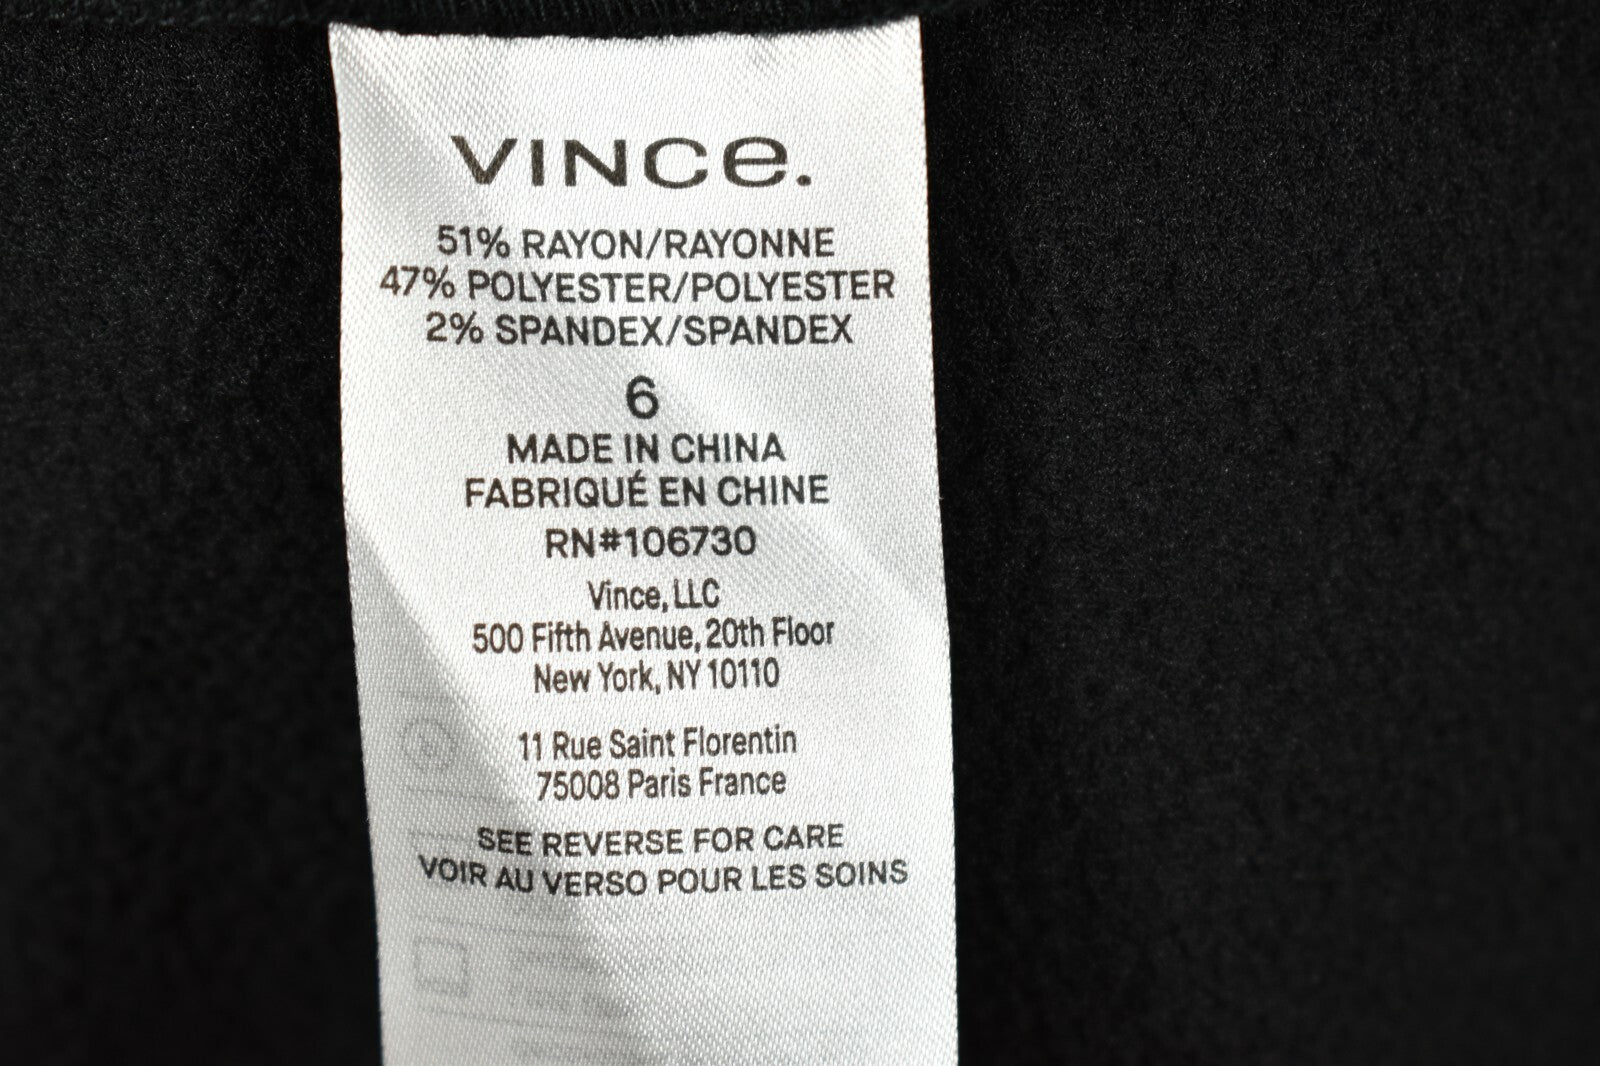 VINCe.
51% RAYON/RAYONNE
47% POLYESTER/POLYESTER
2% SPANDEX/SPANDEX
6
MADE IN CHINA
FABRIQUÉ EN CHINE
RN#106730
Vince, LLC
500 Fifth Avenue, 20th Floor
New York, NY 10110
11 Rue Saint Florentin
75008 Paris France
SEE REVERSE FOR CARE
VOIR AU VERSO POUR LES SOINS